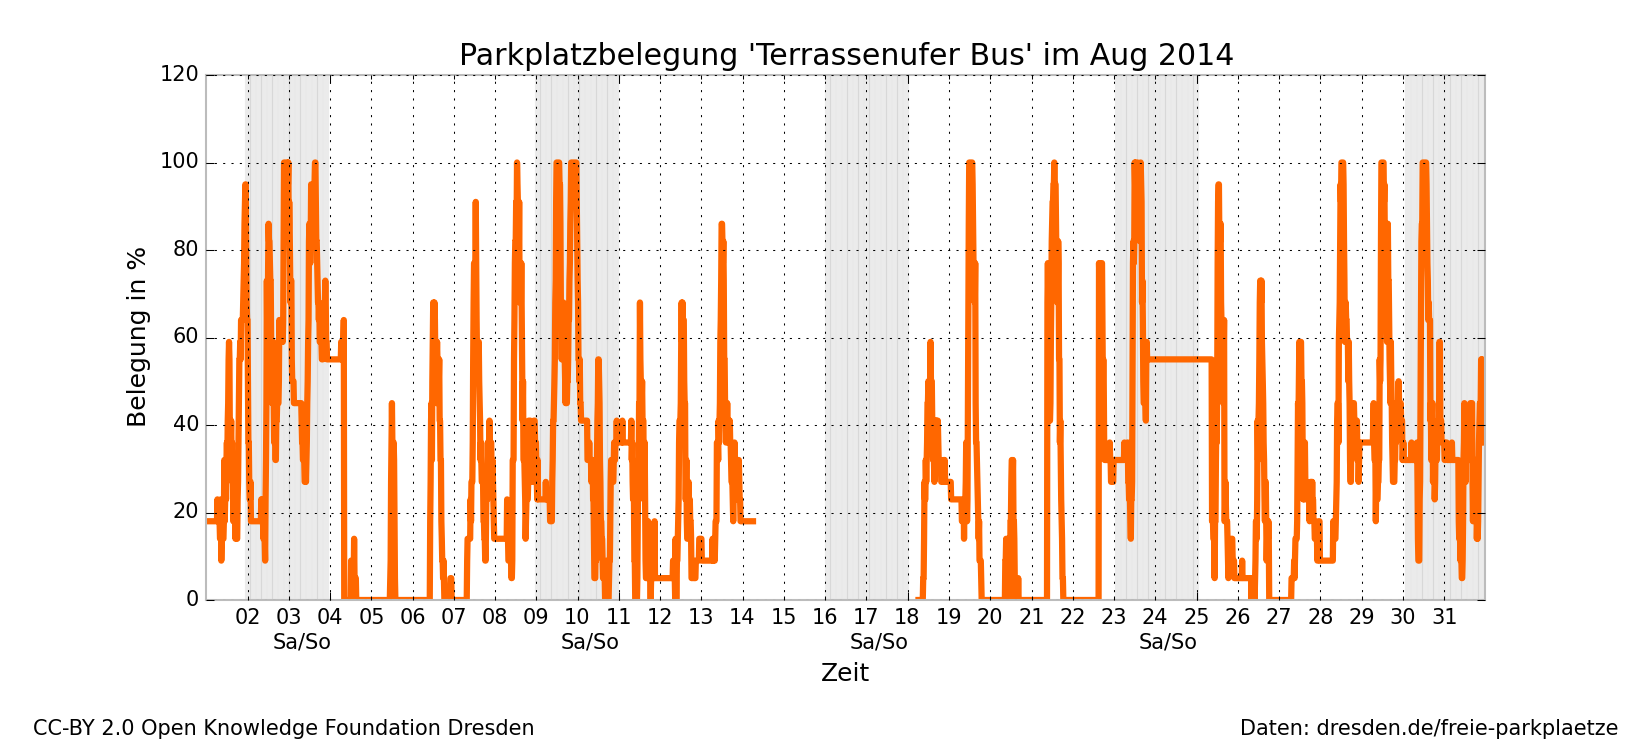 Parkplatzbelegung 'Terrassenufer Bus' im Aug 2014
120
100
80
60
40
20
0
Belegung in %
02 03 04 05 06 07 08 09 10 11 12 13 14 15 16 17 18 19 20 21 22 23 24 25 26 27 28 29 30 31
Sa/So Sa/So Sa/So Sa/So
Zeit
CC-BY 2.0 Open Knowledge Foundation Dresden
Daten: dresden.de/freie-parkplaetze